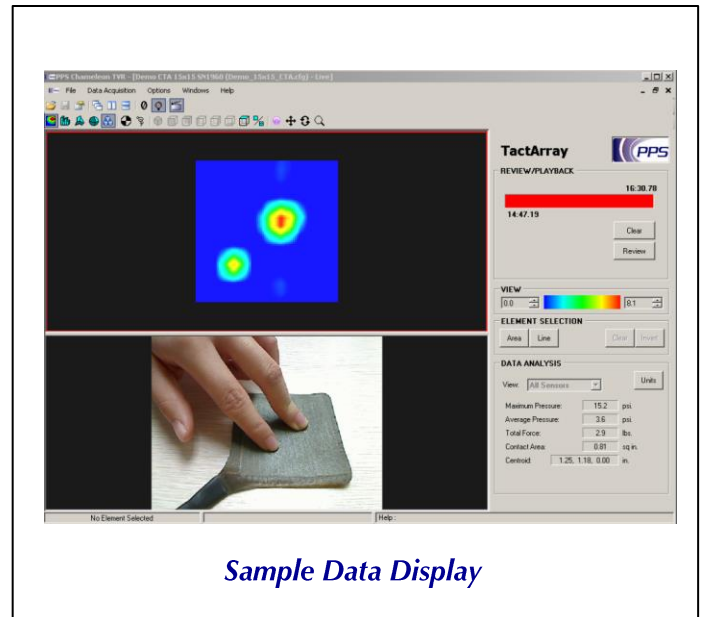 PPS Chameleon TVR - [Demo CTA 15x15 SN1960 (Demo_15x15_CTA.cfg) - Live]
File Data Acquisition Options Windows Help
TactArray PPS
REVIEW/PLAYBACK
16:30.78
14:47.19
Clear
Review
VIEW
0.0 8.1
ELEMENT SELECTION
Area Line Clear Invert
DATA ANALYSIS
View: All Sensors Units
Maximum Pressure: 15.2 psi.
Average Pressure: 3.6 psi
Total Force: 2.9 lbs.
Contact Area: 0.81 sq in.
Centroid: 1.25, 1.18, 0.00 in.
No Element Selected Help :
Sample Data Display